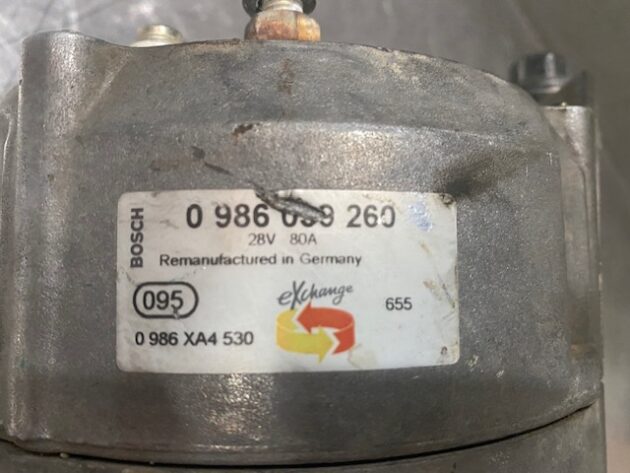 BOSCH
0 986 039 260
28V 80A
Remanufactured in Germany
095
eXchange
655
0 986 XA4 530